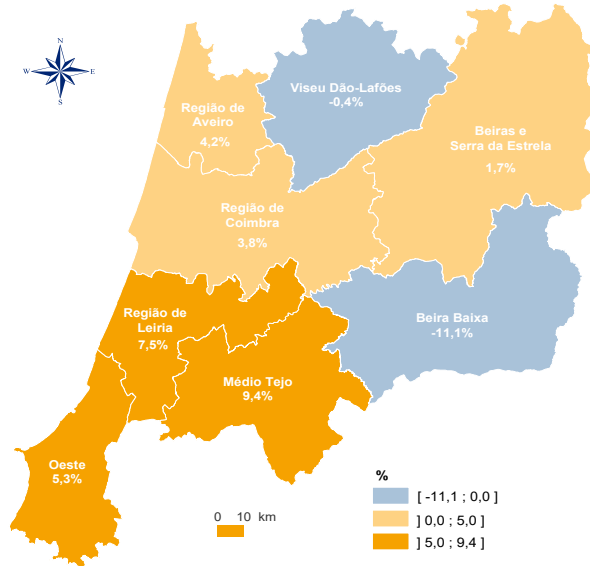 N
W E
S
Viseu Dão-Lafões
-0,4%
Região de
Aveiro
4,2%
Beiras e
Serra da Estrela
1,7%
Região de
Coimbra
3,8%
Região de
Leiria
7,5%
Beira Baixa
-11,1%
Médio Tejo
9,4%
Oeste
5,3%
%
[ -11,1 ; 0,0 ]
] 0,0 ; 5,0 ]
] 5,0 ; 9,4 ]
0 10 km